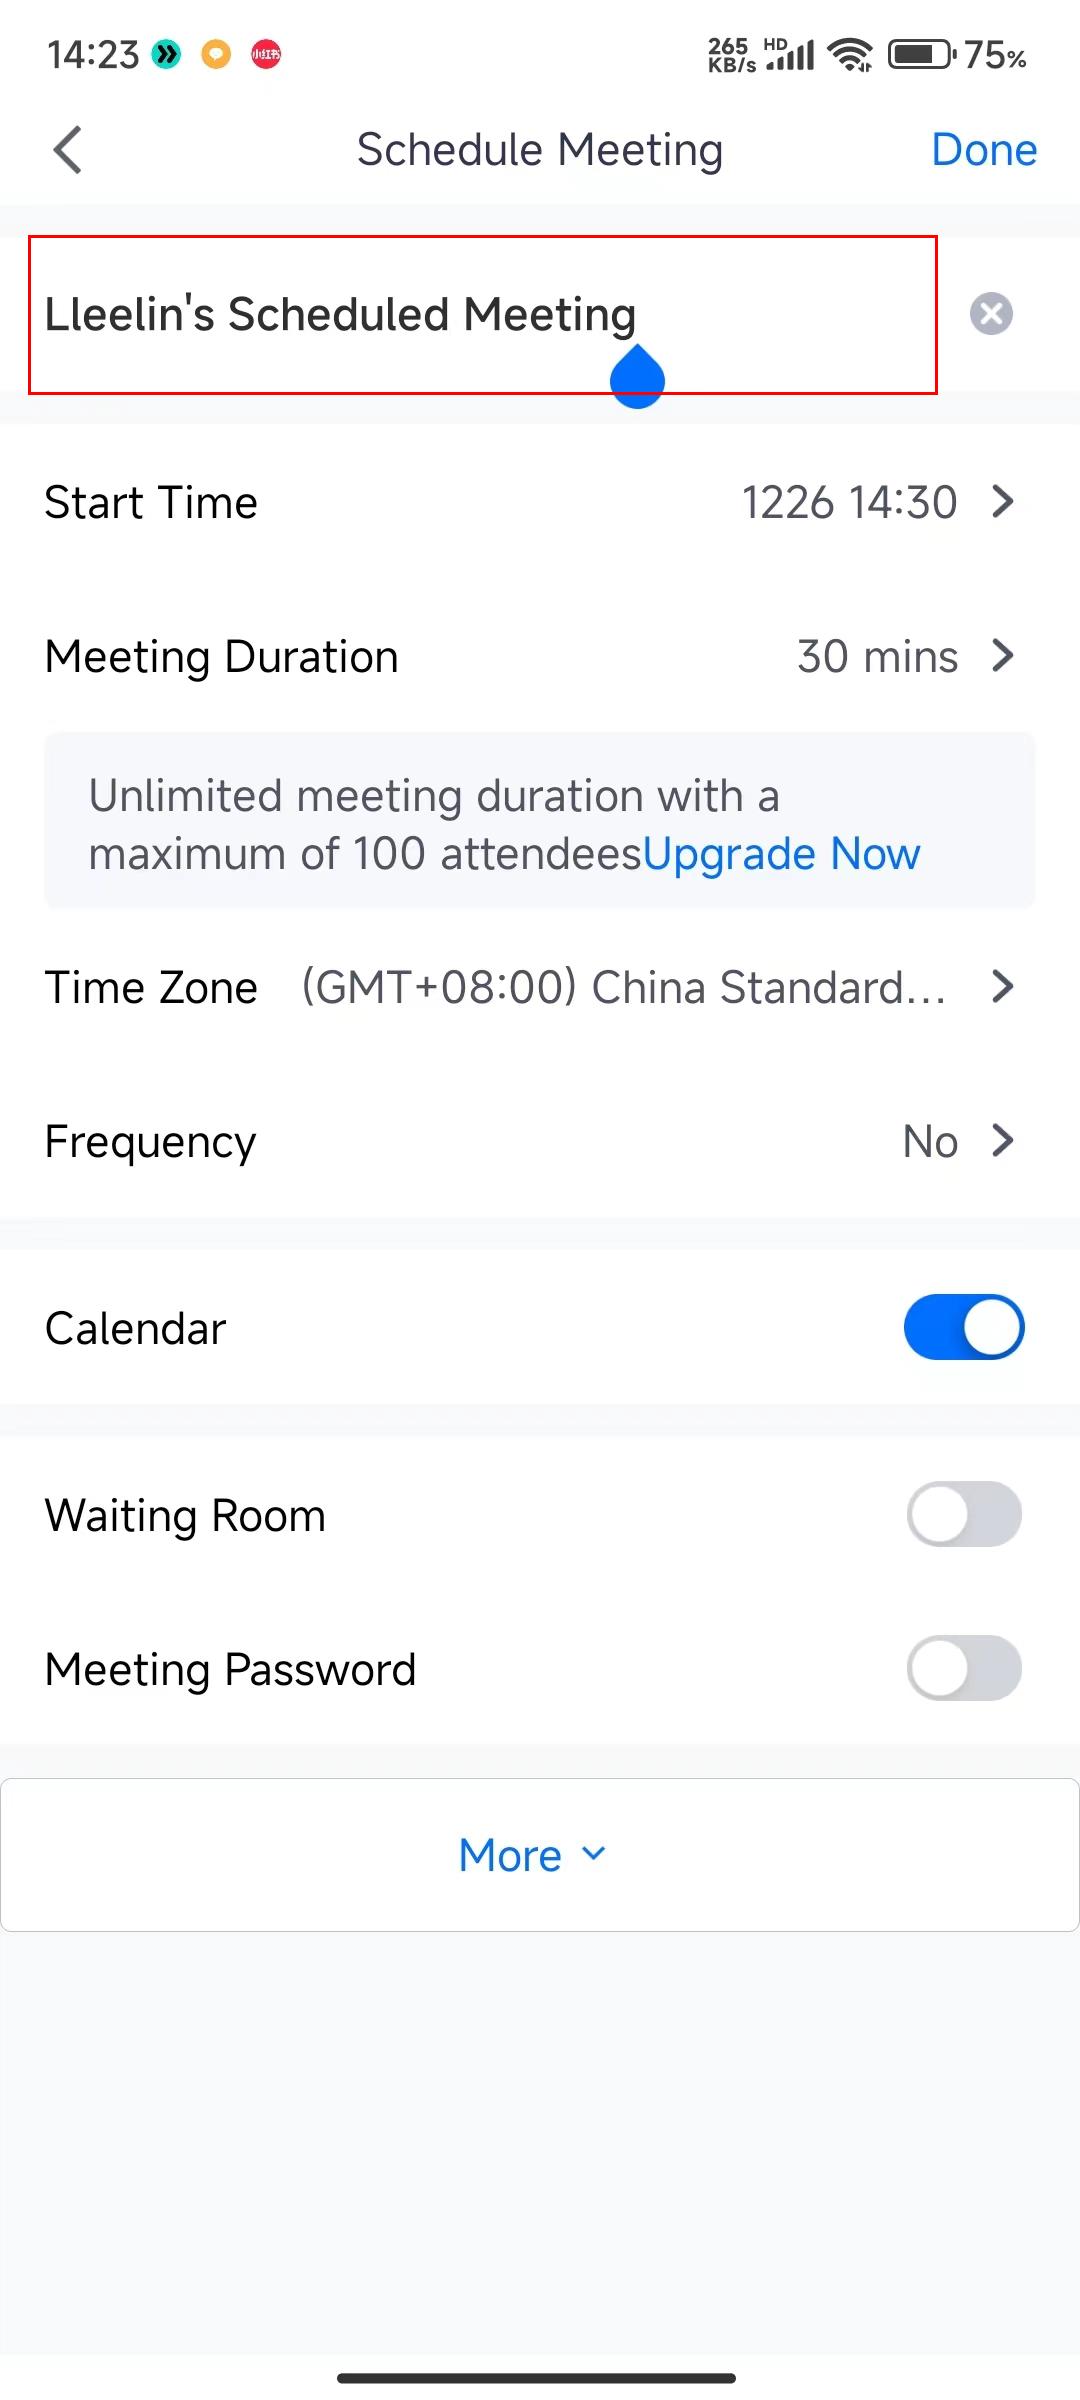 14:23 小红书 265 KB/s HD 75%
Schedule Meeting Done
Lleelin's Scheduled Meeting
Start Time 1226 14:30
Meeting Duration 30 mins
Unlimited meeting duration with a
maximum of 100 attendeesUpgrade Now
Time Zone (GMT+08:00) China Standard...
Frequency No
Calendar
Waiting Room
Meeting Password
More